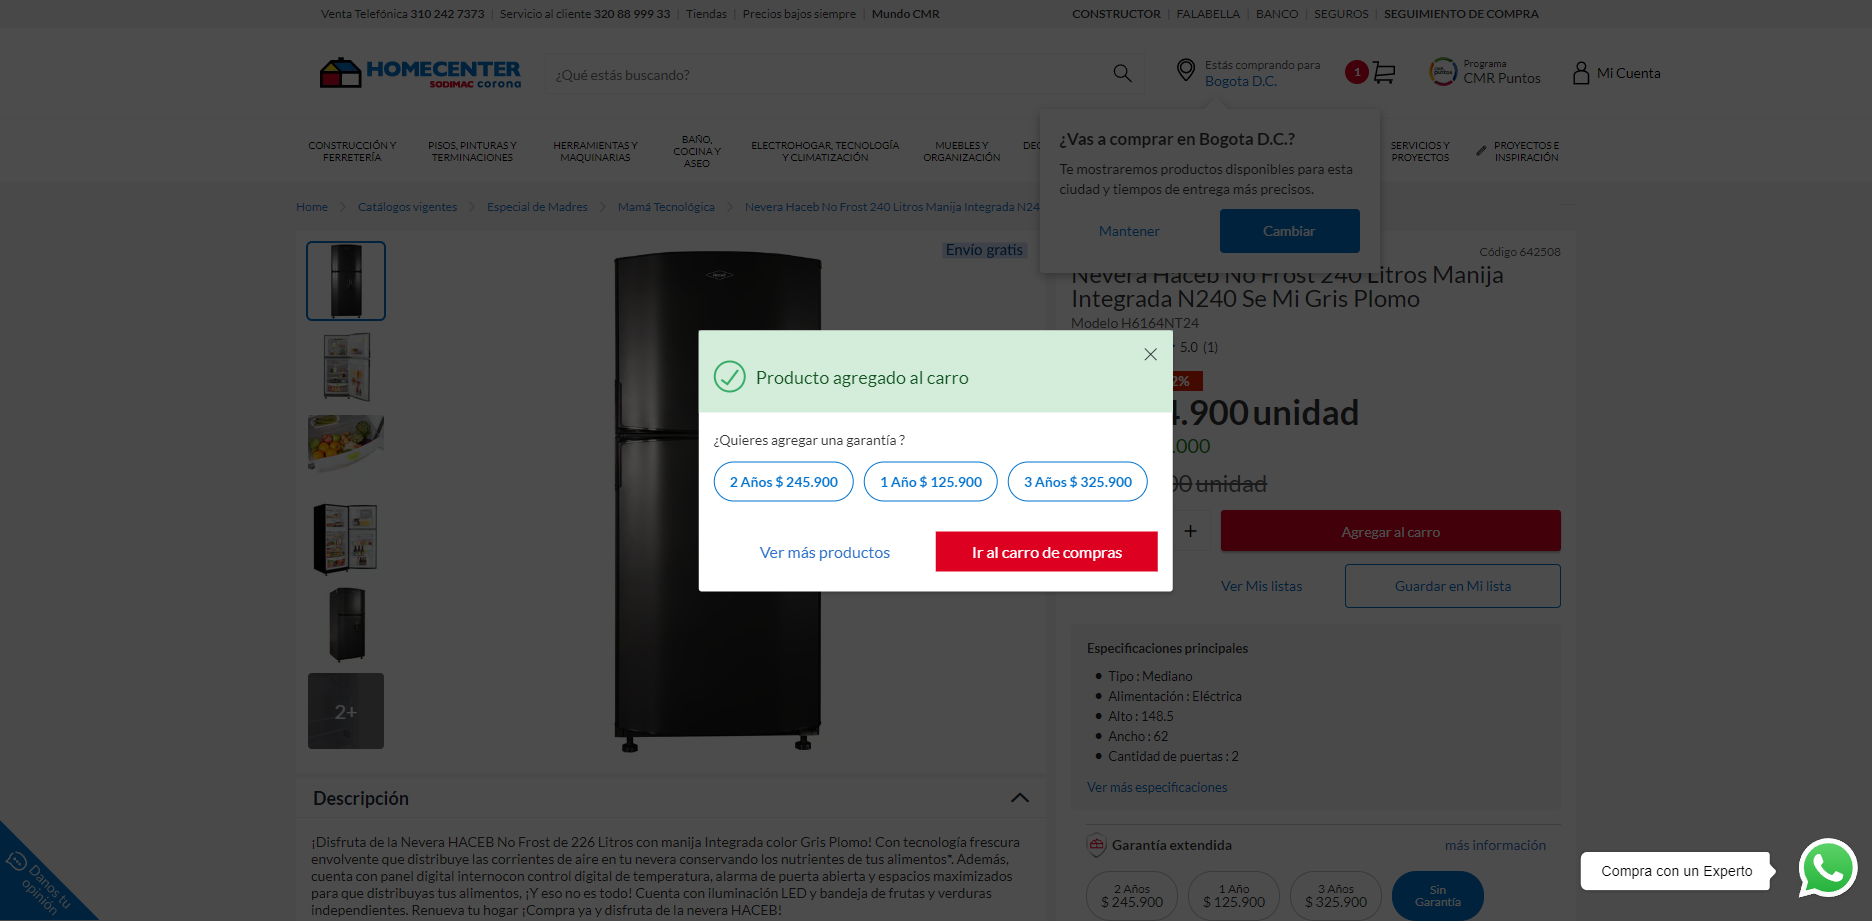 Venta Telefónica 310 242 7373 | Servicio al cliente 320 88 999 33 | Tiendas | Precios bajos siempre | Mundo CMR
CONSTRUCTOR | FALABELLA | BANCO | SEGUROS | SEGUIMIENTO DE COMPRA
HOMECENTER
SODIMAC corona
¿Qué estás buscando?
Estás comprando para
Bogota D.C.
1
Programa
CMR Puntos
Mi Cuenta
CONSTRUCCIÓN Y
FERRETERÍA
PISOS, PINTURAS Y
TERMINACIONES
HERRAMIENTAS Y
MAQUINARIAS
BAÑO,
COCINA Y
ASEO
ELECTROHOGAR, TECNOLOGÍA
Y CLIMATIZACIÓN
MUEBLES Y
ORGANIZACIÓN
SERVICIOS Y
PROYECTOS
PROYECTOS E
INSPIRACIÓN
¿Vas a comprar en Bogota D.C.?
Te mostraremos productos disponibles para esta
ciudad y tiempos de entrega más precisos.
Mantener
Cambiar
Home > Catálogos vigentes > Especial de Madres > Mamá Tecnológica > Nevera Haceb No Frost 240 Litros Manija Integrada N24
Envío gratis
2+
Código 642508
Nevera Haceb No Frost 240 Litros Manija
Integrada N240 Se Mi Gris Plomo
Modelo H6164NT24
5.0 (1)
2%
.900 unidad
.000
00 unidad
+
Agregar al carro
Ver Mis listas
Guardar en Mi lista
Producto agregado al carro
¿Quieres agregar una garantía ?
2 Años $ 245.900
1 Año $ 125.900
3 Años $ 325.900
Ver más productos
Ir al carro de compras
Especificaciones principales
• Tipo : Mediano
• Alimentación : Eléctrica
• Alto : 148.5
• Ancho : 62
• Cantidad de puertas : 2
Ver más especificaciones
Garantía extendida
más información
2 Años
$ 245.900
1 Año
$ 125.900
3 Años
$ 325.900
Sin
Garantía
Descripción
¡Disfruta de la Nevera HACEB No Frost de 226 Litros con manija Integrada color Gris Plomo! Con tecnología frescura
envolvente que distribuye las corrientes de aire en tu nevera conservando los nutrientes de tus alimentos*. Además,
cuenta con panel digital internocon control digital de temperatura, alarma de puerta abierta y espacios maximizados
para que distribuyas tus alimentos, ¡Y eso no es todo! Cuenta con iluminación LED y bandeja de frutas y verduras
independientes. Renueva tu hogar ¡Compra ya y disfruta de la nevera HACEB!
Danos tu
opinión
Compra con un Experto